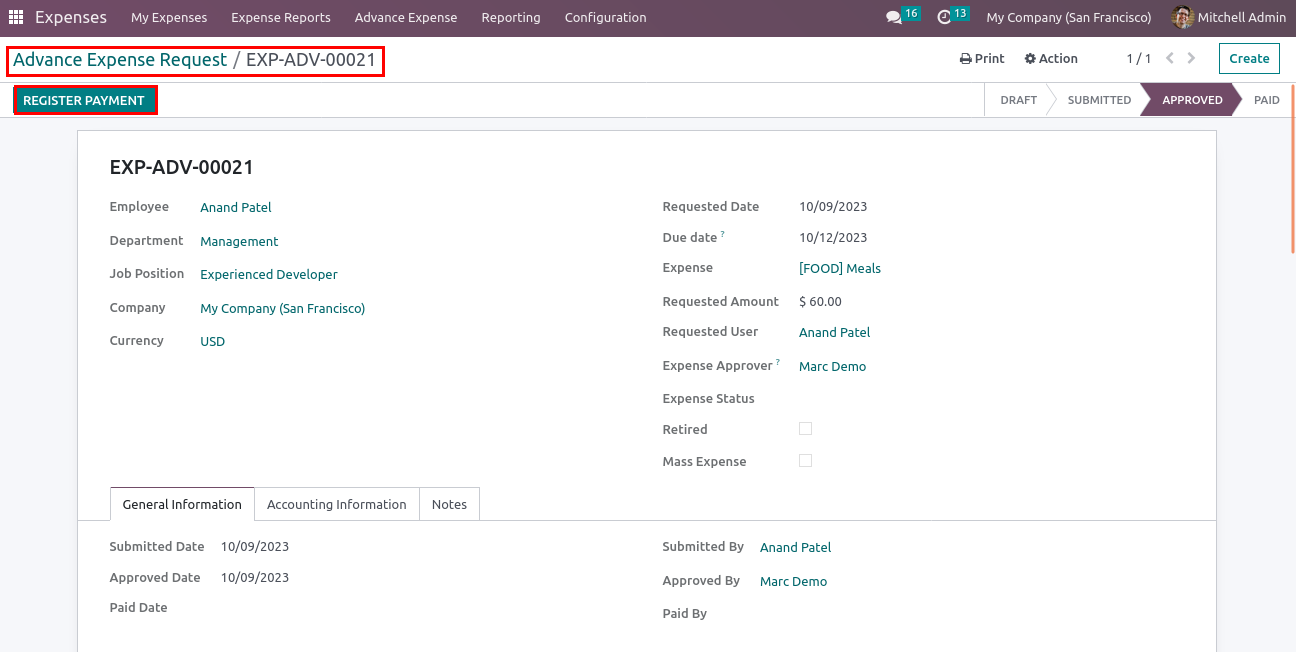 Expenses My Expenses Expense Reports Advance Expense Reporting Configuration 16 13 My Company (San Francisco) Mitchell Admin
Advance Expense Request / EXP-ADV-00021 Print Action 1 / 1 Create
REGISTER PAYMENT DRAFT SUBMITTED APPROVED PAID
EXP-ADV-00021
Employee Anand Patel
Department Management
Job Position Experienced Developer
Company My Company (San Francisco)
Currency USD
Requested Date 10/09/2023
Due date ? 10/12/2023
Expense [FOOD] Meals
Requested Amount $ 60.00
Requested User Anand Patel
Expense Approver ? Marc Demo
Expense Status
Retired
Mass Expense
General Information Accounting Information Notes
Submitted Date 10/09/2023
Approved Date 10/09/2023
Paid Date
Submitted By Anand Patel
Approved By Marc Demo
Paid By